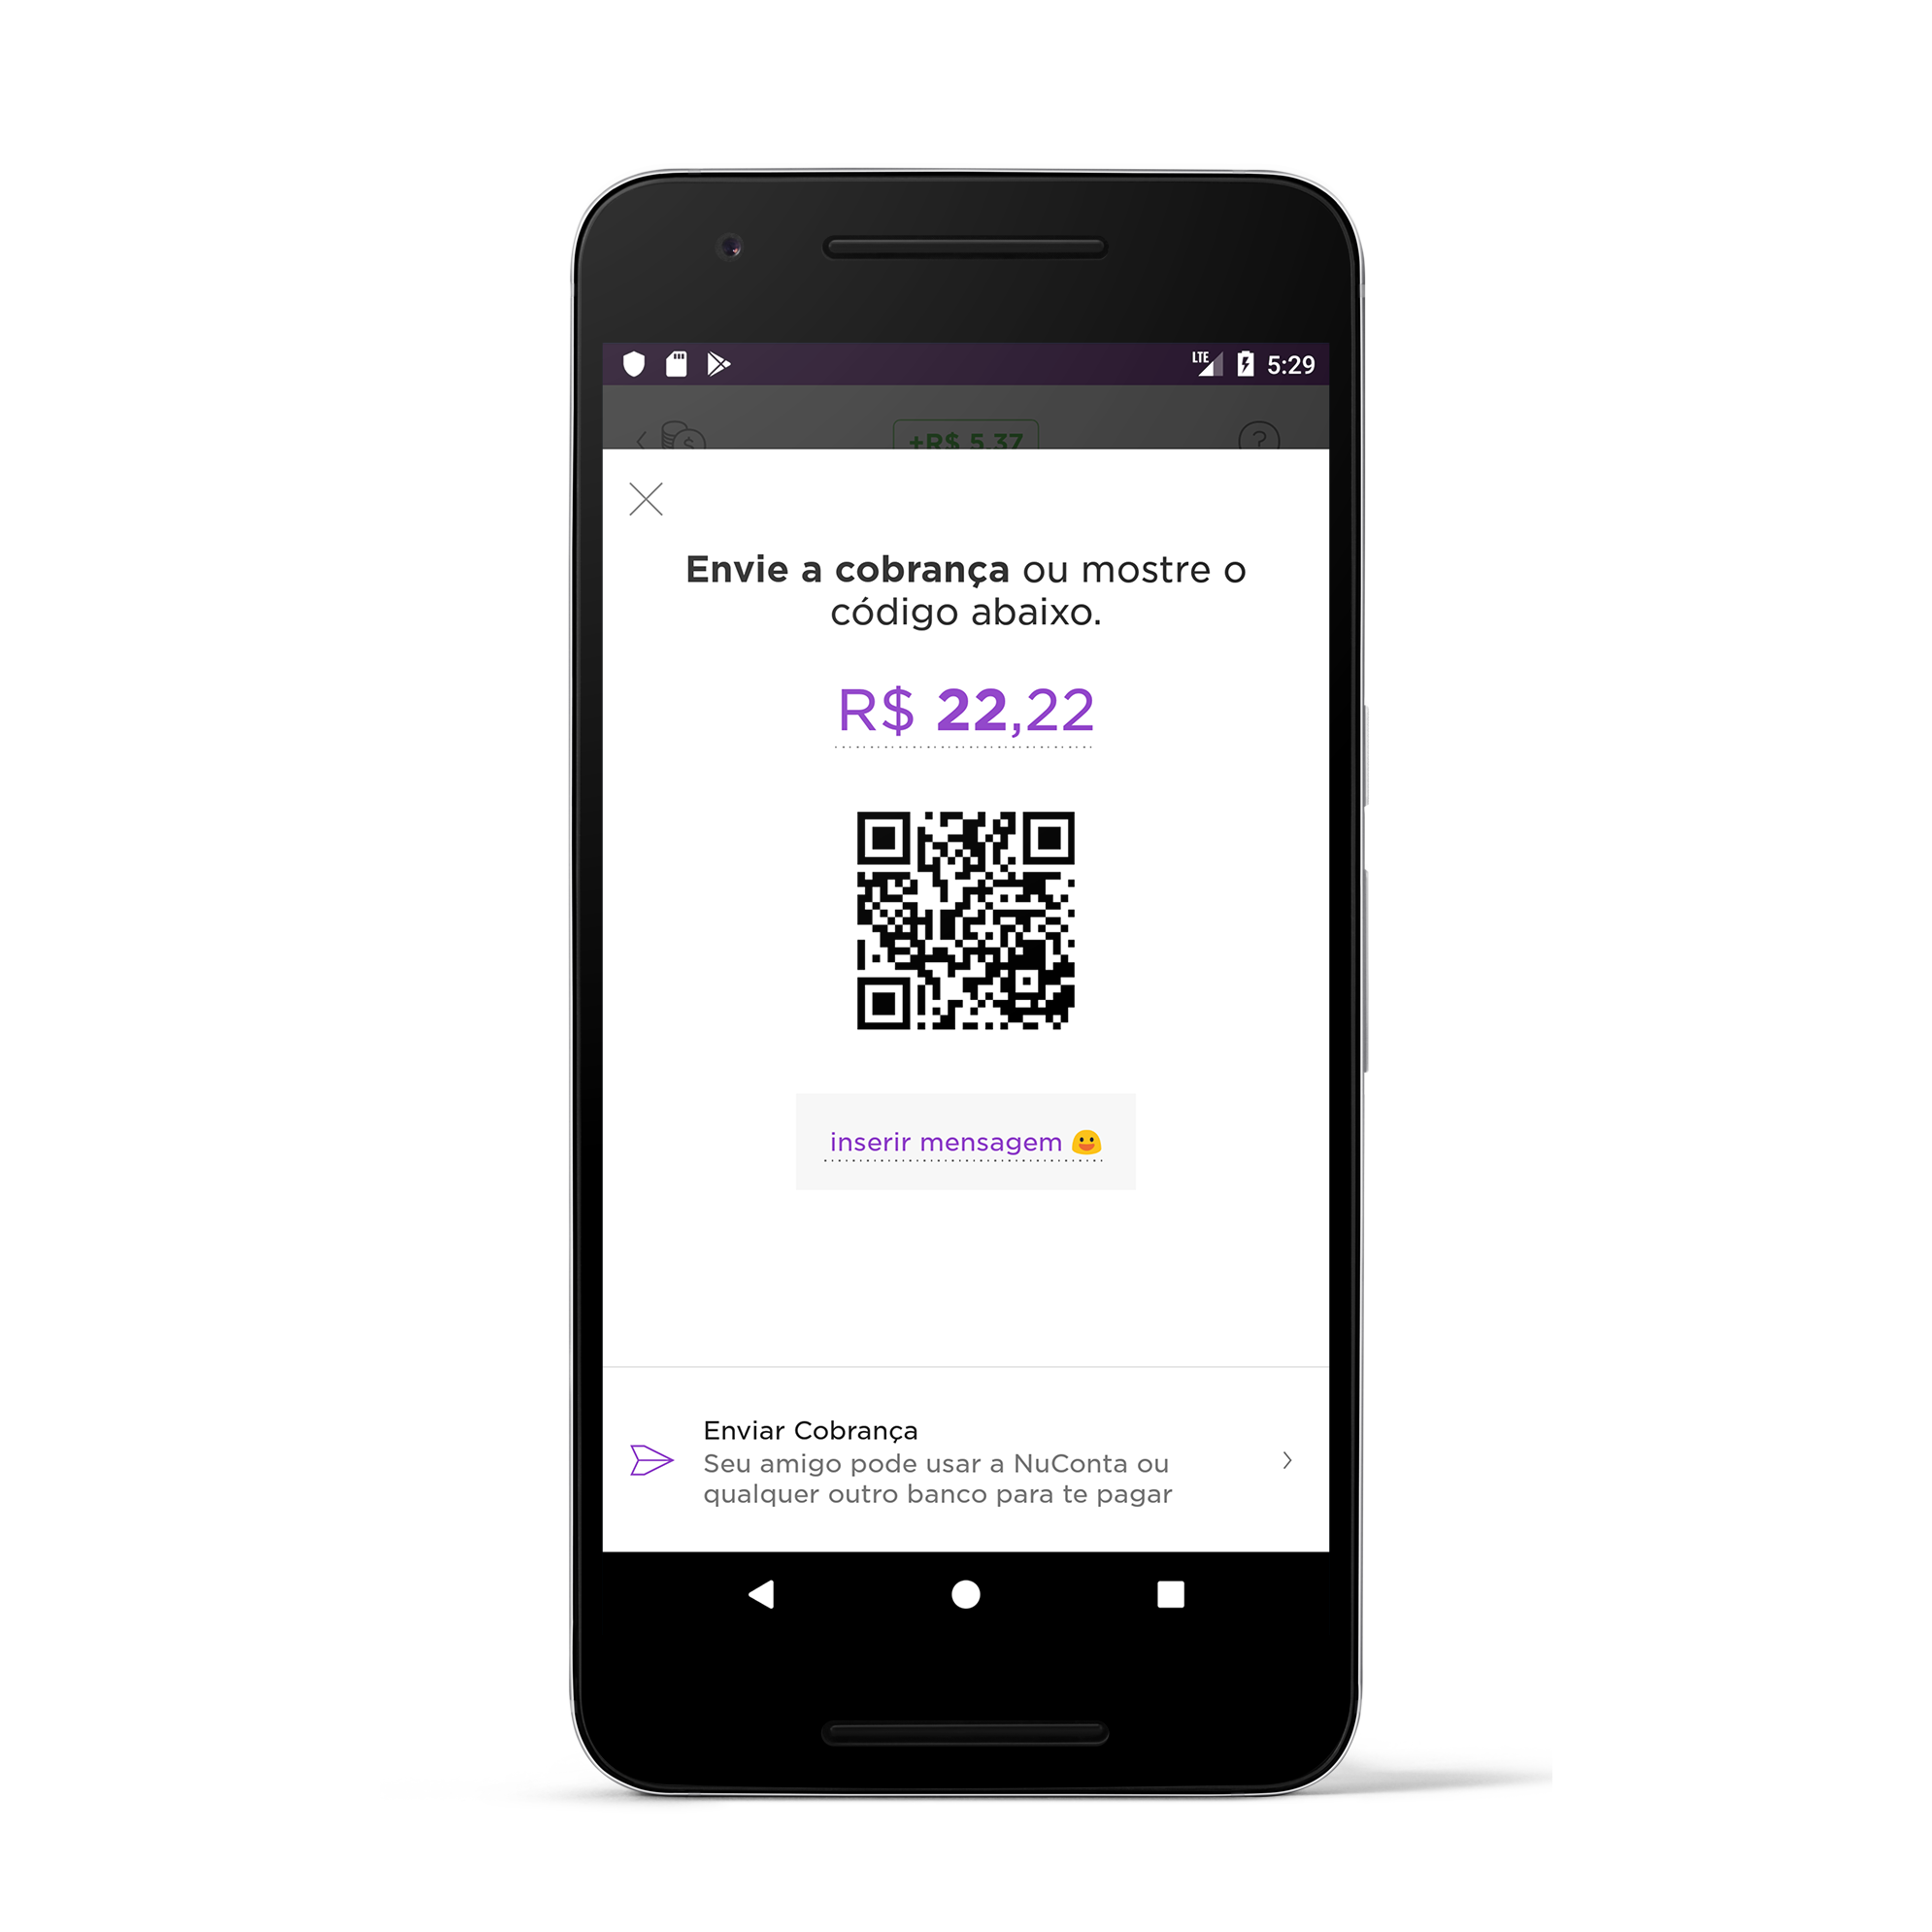 LTE 5:29
+R$ 5,37
Envie a cobrança ou mostre o
código abaixo.
R$ 22,22
inserir mensagem
Enviar Cobrança
Seu amigo pode usar a NuConta ou
qualquer outro banco para te pagar